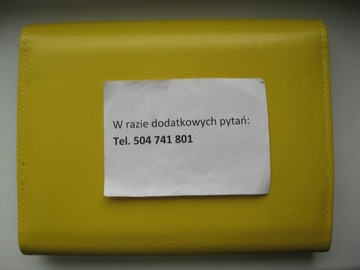 W razie dodatkowych pytań:
Tel. 504 741 801